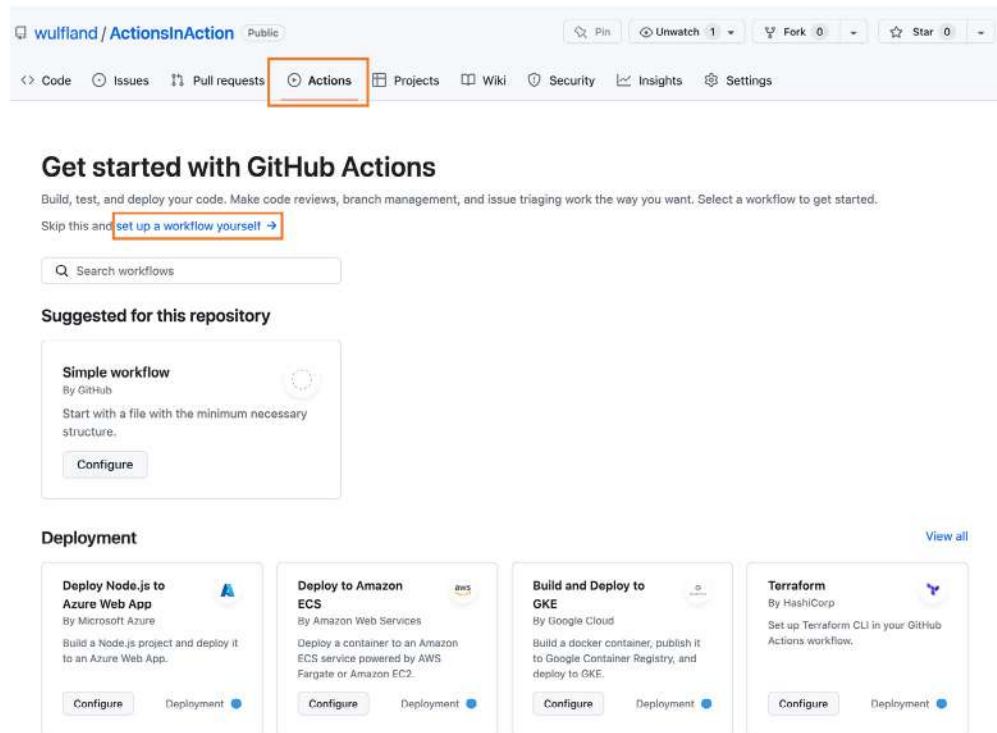 wulfland / ActionsInAction Public
Pin Unwatch 1 Fork 0 Star 0
Code Issues Pull requests Actions Projects Wiki Security Insights Settings
Get started with GitHub Actions
Build, test, and deploy your code. Make code reviews, branch management, and issue triaging work the way you want. Select a workflow to get started.
Skip this and set up a workflow yourself →
Search workflows
Suggested for this repository
Simple workflow
By GitHub
Start with a file with the minimum necessary
structure.
Configure
Deployment View all
Deploy Node.js to
Azure Web App
By Microsoft Azure
Build a Node.js project and deploy it
to an Azure Web App.
Configure Deployment
Deploy to Amazon
ECS
aws
By Amazon Web Services
Deploy a container to an Amazon
ECS service powered by AWS
Fargate or Amazon EC2.
Configure Deployment
Build and Deploy to
GKE
By Google Cloud
Build a docker container, publish it
to Google Container Registry, and
deploy to GKE.
Configure Deployment
Terraform
By HashiCorp
Set up Terraform CLI in your GitHub
Actions workflow.
Configure Deployment